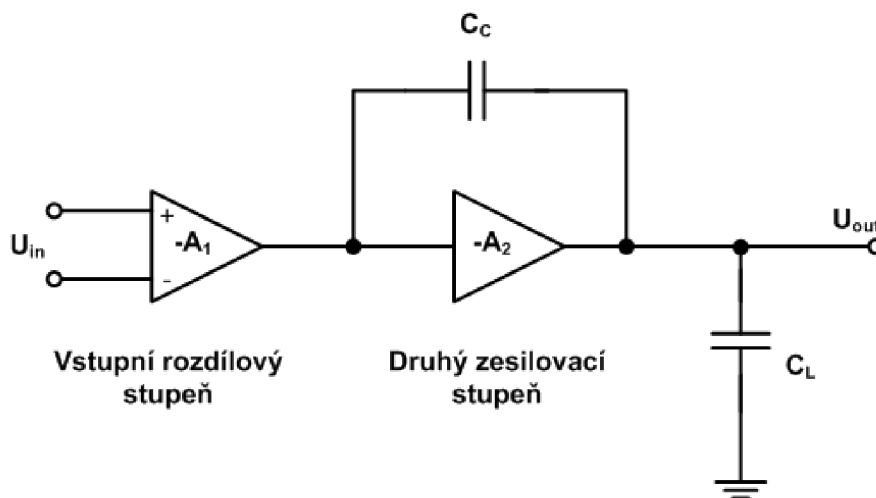 C_C
+
-A_1
-
U_in
-A_2
U_out
C_L
Vstupní rozdílový
stupeň
Druhý zesilovací
stupeň